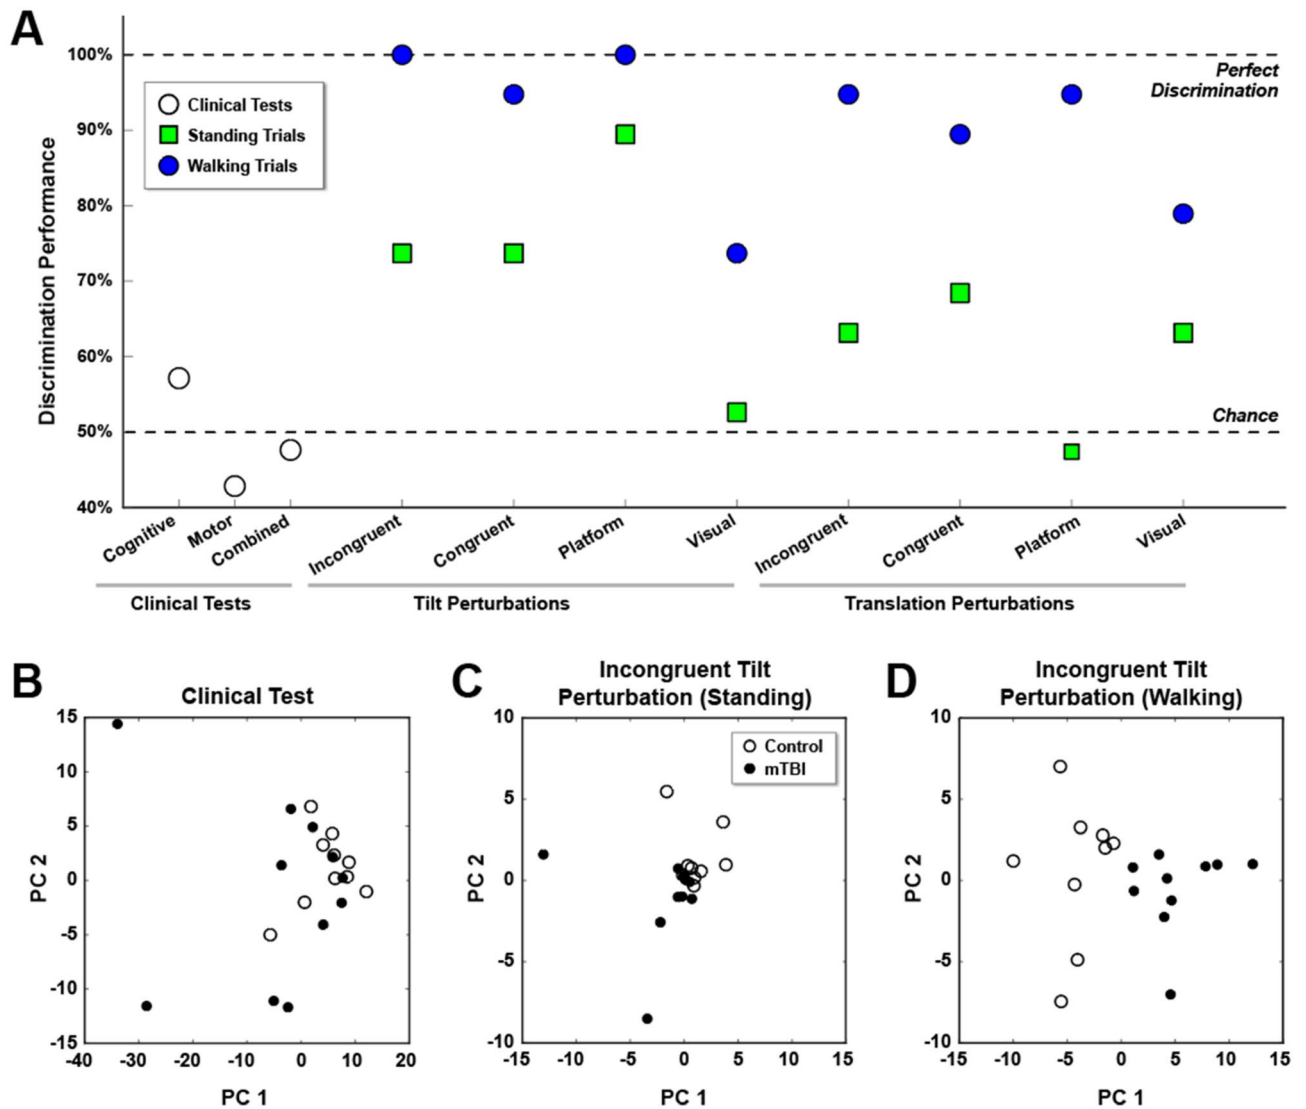 A
100%
Perfect
Discrimination
Clinical Tests
Standing Trials
Walking Trials
90%
80%
70%
60%
50%
40%
Chance
Discrimination Performance
Cognitive
Motor
Combined
Incongruent
Congruent
Platform
Visual
Incongruent
Congruent
Platform
Visual
Clinical Tests
Tilt Perturbations
Translation Perturbations
B
Clinical Test
15
10
5
0
-5
-10
-15
PC 2
-40 -30 -20 -10 0 10 20
PC 1
C
Incongruent Tilt
Perturbation (Standing)
Control
mTBI
10
5
0
-5
-10
PC 2
-15 -10 -5 0 5 10 15
PC 1
D
Incongruent Tilt
Perturbation (Walking)
10
5
0
-5
-10
PC 2
-15 -10 -5 0 5 10 15
PC 1